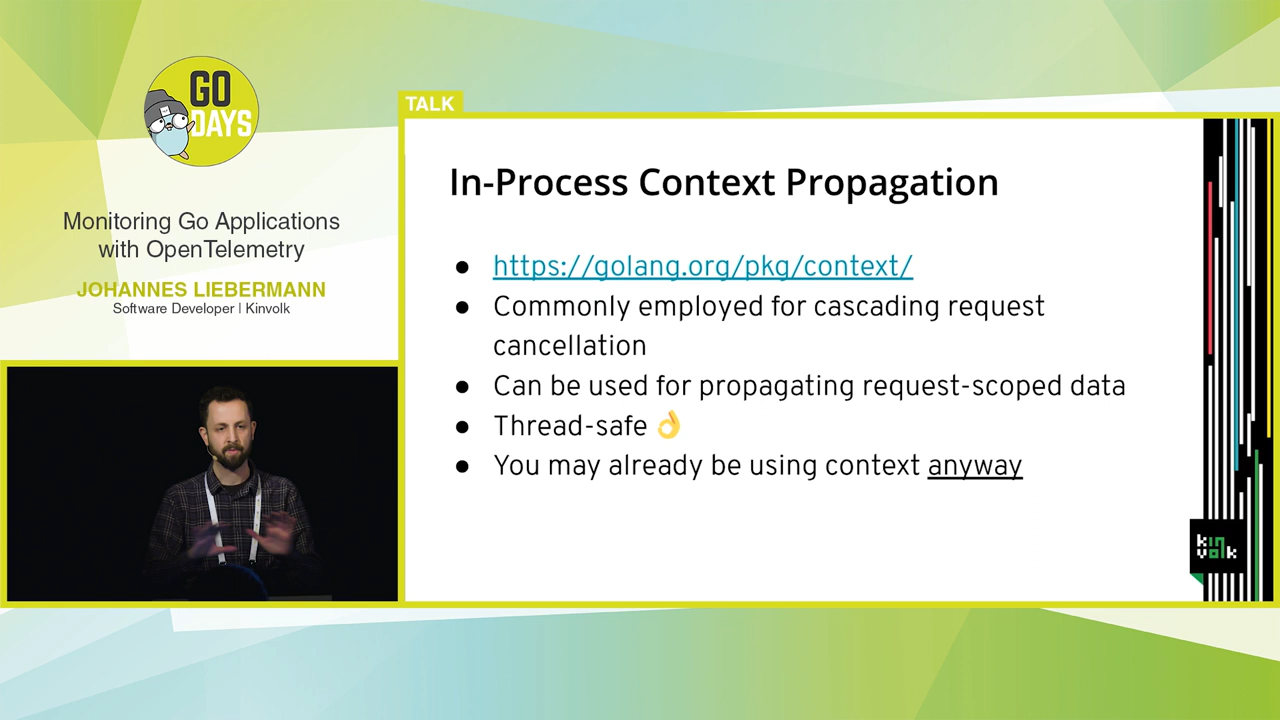 GO
DAYS
Monitoring Go Applications
with OpenTelemetry
JOHANNES LIEBERMANN
Software Developer | Kinvolk
TALK
In-Process Context Propagation
● https://golang.org/pkg/context/
● Commonly employed for cascading request
cancellation
● Can be used for propagating request-scoped data
● Thread-safe 👌
● You may already be using context anyway
kin
volk